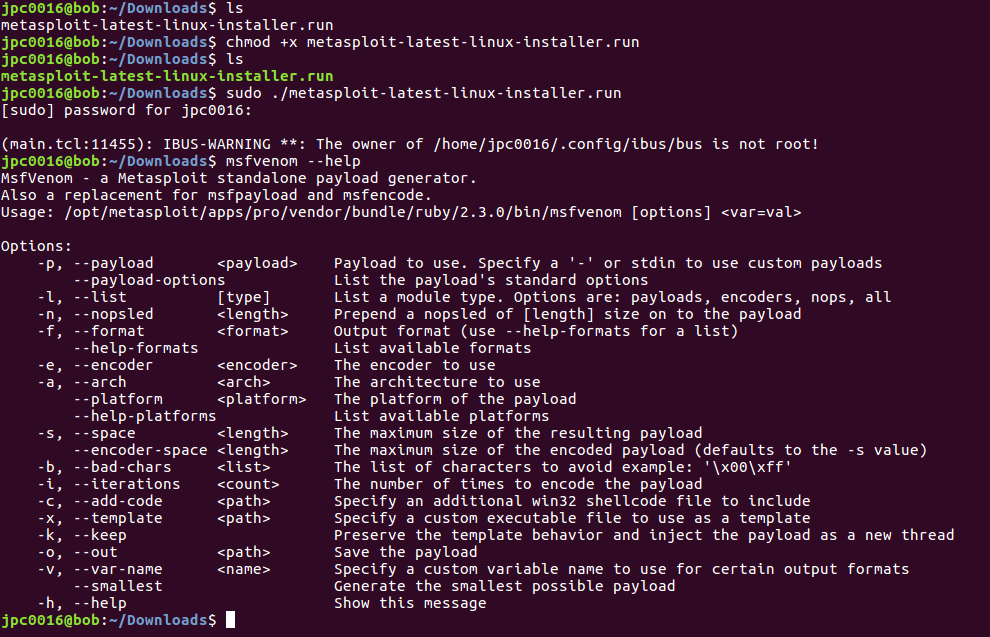 jpc0016@bob:~/Downloads$ ls
metasploit-latest-linux-installer.run
jpc0016@bob:~/Downloads$ chmod +x metasploit-latest-linux-installer.run
jpc0016@bob:~/Downloads$ ls
metasploit-latest-linux-installer.run
jpc0016@bob:~/Downloads$ sudo ./metasploit-latest-linux-installer.run
[sudo] password for jpc0016:

(main.tcl:11455): IBUS-WARNING **: The owner of /home/jpc0016/.config/ibus/bus is not root!
jpc0016@bob:~/Downloads$ msfvenom --help
MsfVenom - a Metasploit standalone payload generator.
Also a replacement for msfpayload and msfencode.
Usage: /opt/metasploit/apps/pro/vendor/bundle/ruby/2.3.0/bin/msfvenom [options] <var=val>

Options:
    -p, --payload       <payload>    Payload to use. Specify a '-' or stdin to use custom payloads
        --payload-options            List the payload's standard options
    -l, --list          [type]       List a module type. Options are: payloads, encoders, nops, all
    -n, --nopsled       <length>     Prepend a nopsled of [length] size on to the payload
    -f, --format        <format>     Output format (use --help-formats for a list)
        --help-formats               List available formats
    -e, --encoder       <encoder>    The encoder to use
    -a, --arch          <arch>       The architecture to use
        --platform      <platform>   The platform of the payload
        --help-platforms             List available platforms
    -s, --space         <length>     The maximum size of the resulting payload
        --encoder-space <length>     The maximum size of the encoded payload (defaults to the -s value)
    -b, --bad-chars     <list>       The list of characters to avoid example: '\x00\xff'
    -i, --iterations    <count>      The number of times to encode the payload
    -c, --add-code      <path>       Specify an additional win32 shellcode file to include
    -x, --template      <path>       Specify a custom executable file to use as a template
    -k, --keep                       Preserve the template behavior and inject the payload as a new thread
    -o, --out           <path>       Save the payload
    -v, --var-name      <name>       Specify a custom variable name to use for certain output formats
        --smallest                   Generate the smallest possible payload
    -h, --help                       Show this message
jpc0016@bob:~/Downloads$